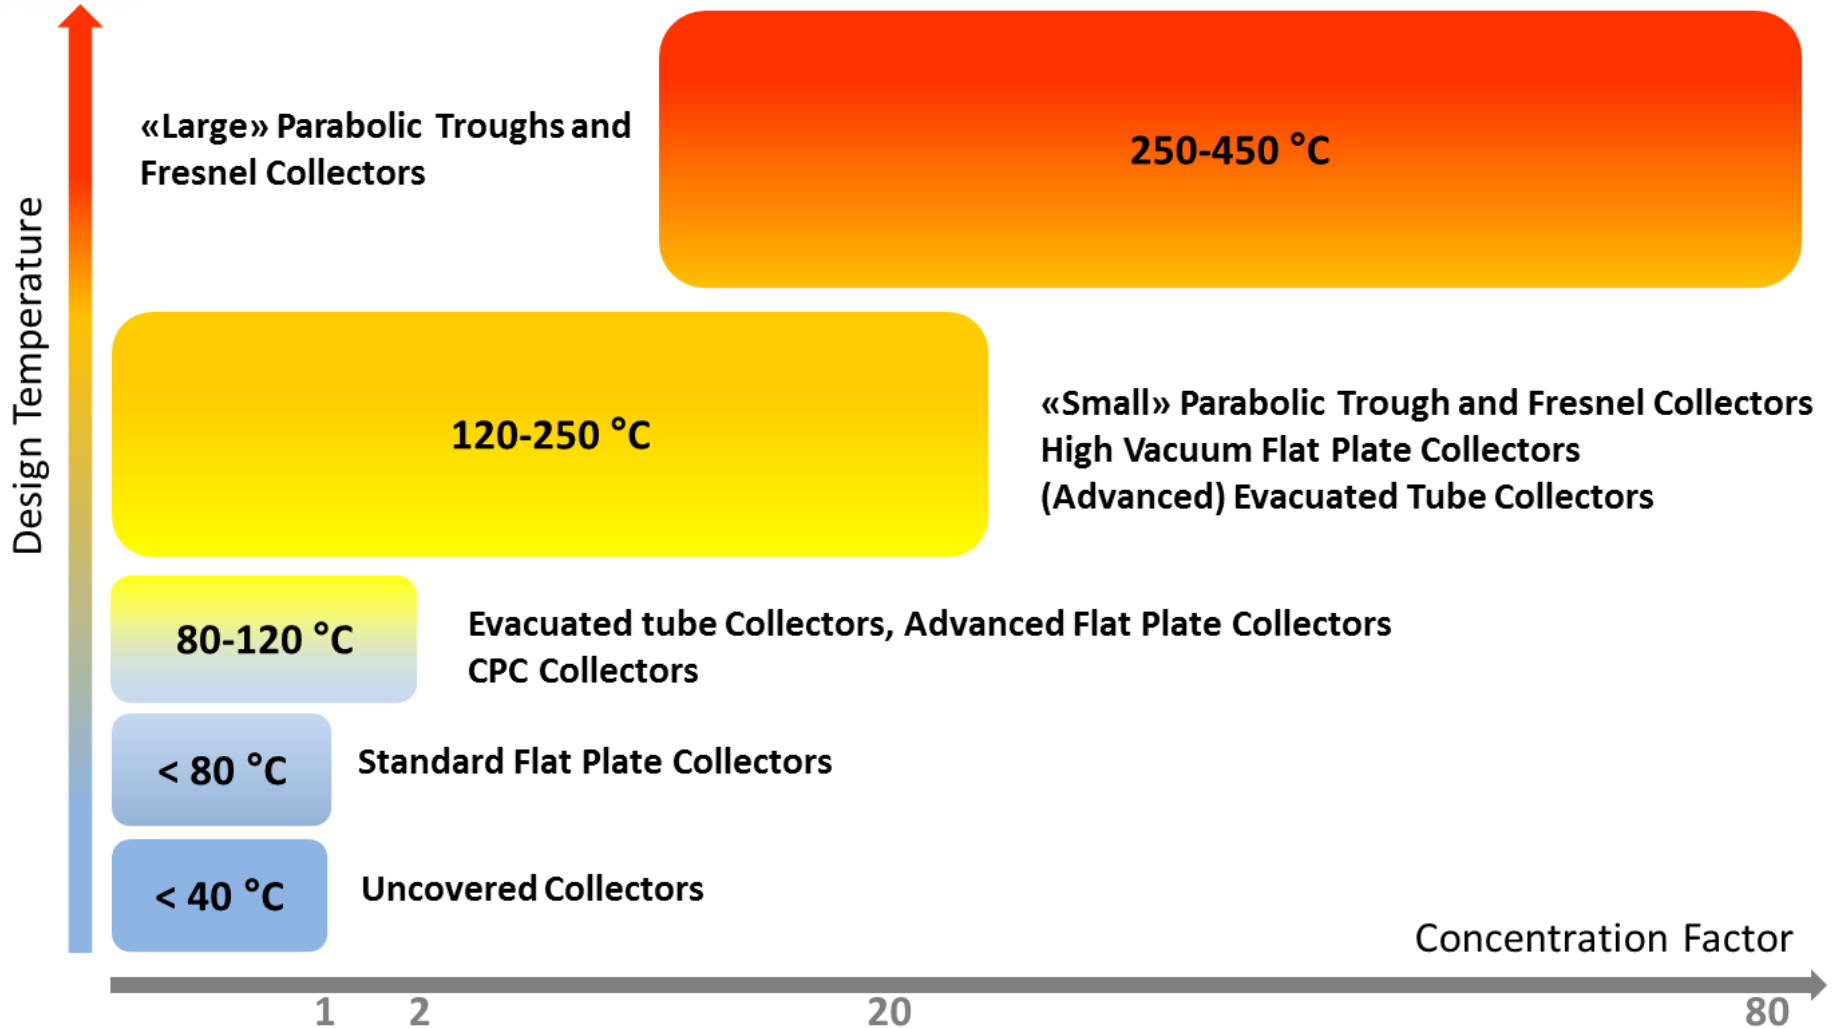 «Large» Parabolic Troughs and
Fresnel Collectors
250-450 °C
Design Temperature
120-250 °C
«Small» Parabolic Trough and Fresnel Collectors
High Vacuum Flat Plate Collectors
(Advanced) Evacuated Tube Collectors
80-120 °C
Evacuated tube Collectors, Advanced Flat Plate Collectors
CPC Collectors
< 80 °C
Standard Flat Plate Collectors
< 40 °C
Uncovered Collectors
Concentration Factor
1 2 20 80